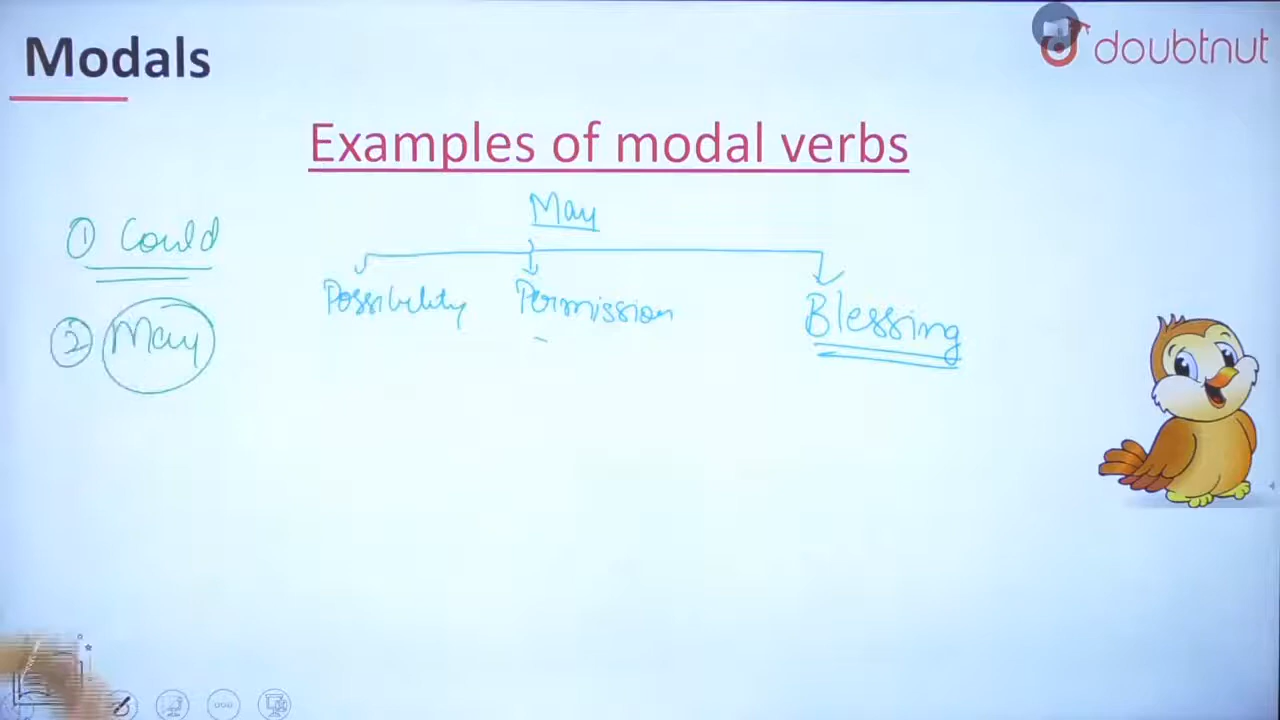 Modals
doubtnut
Examples of modal verbs
May
① Could
Possibility Permission Blessing
② May